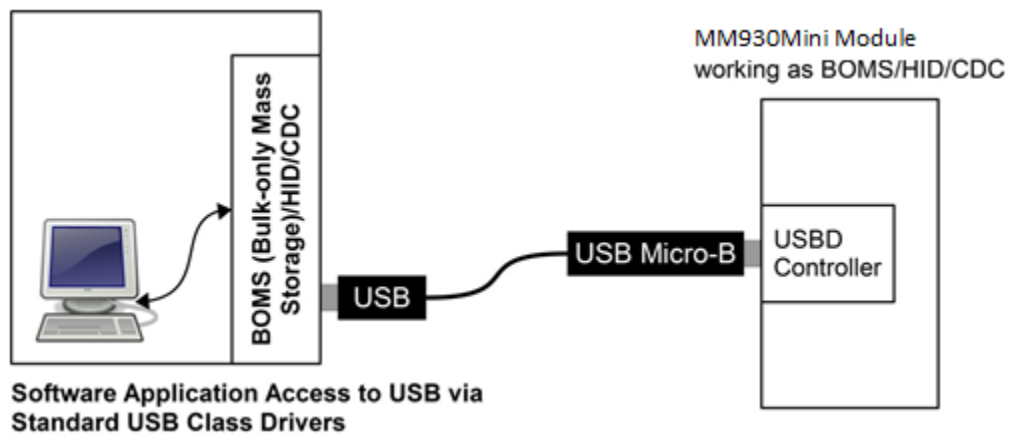 MM930Mini Module
working as BOMS/HID/CDC
BOMS (Bulk-only Mass
Storage)/HID/CDC
USB
USB Micro-B
USBD
Controller
Software Application Access to USB via
Standard USB Class Drivers